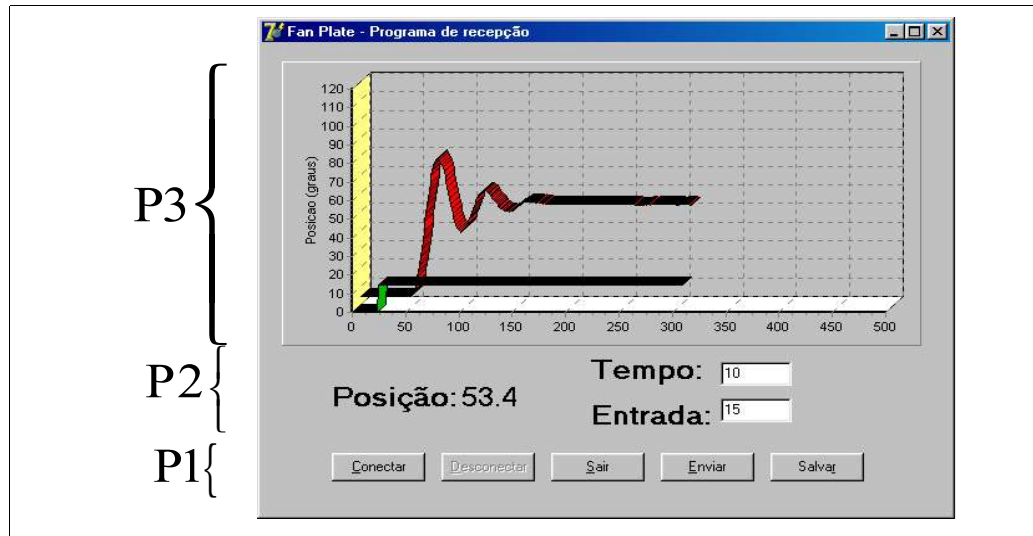 Fan Plate - Programa de recepção
P3
Posicao (graus)
120
110
100
90
80
70
60
50
40
30
20
10
0
0 50 100 150 200 250 300 350 400 450 500
P2
Posição: 53.4
Tempo: 10
Entrada: 15
P1
Conectar Desconectar Sair Enviar Salvar